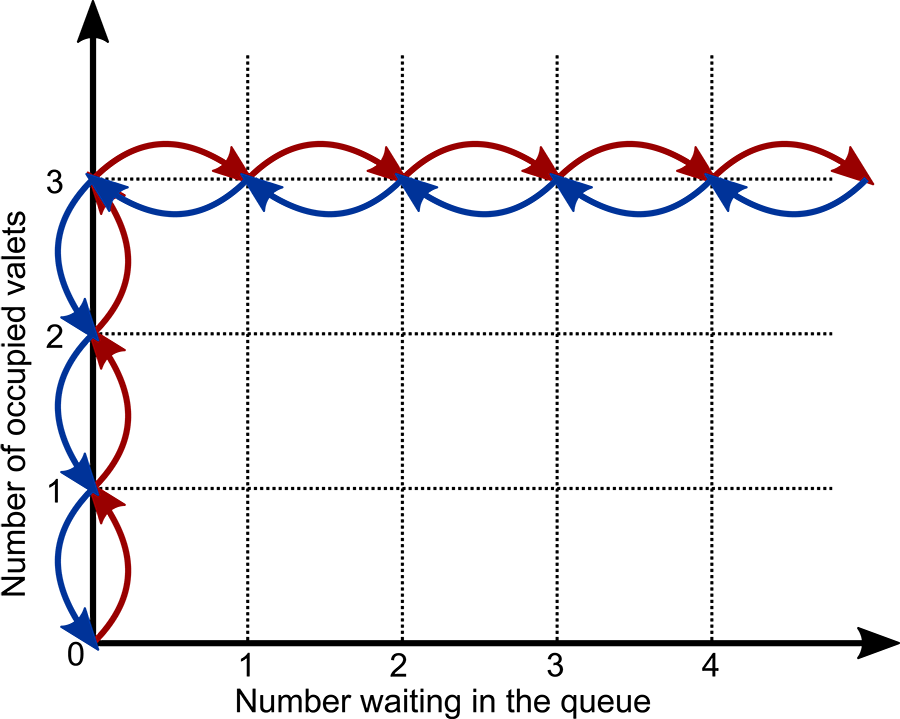 Number of occupied valets
3
2
1
0
1 2 3 4
Number waiting in the queue